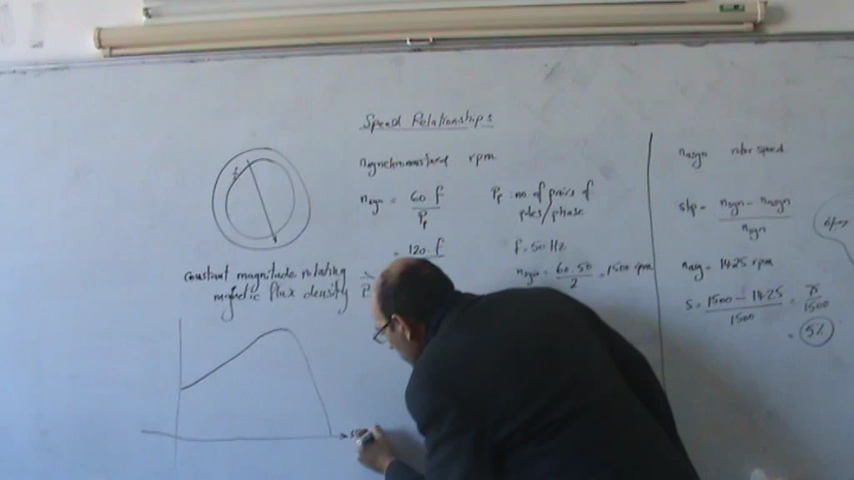 Speed Relationships
nsynchronous rpm
nsyn = 60 f / Pf
= 120. f
Pf : no. of pairs of
poles/phase
f = 50 Hz
nsyn = 60.50 / 2 = 1500 rpm
constant magnitude rotating
magnetic flux density
nasyn rotor speed
slip = nsyn - nasyn / nsyn
nasy = 1425 rpm
S = 1500 - 1425 / 1500 = 75 / 1500
= 5%